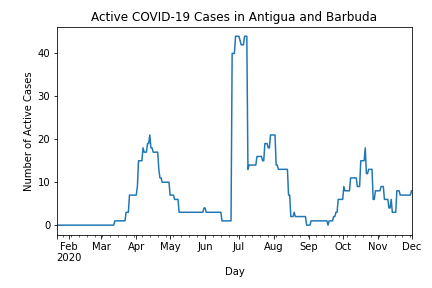 Active COVID-19 Cases in Antigua and Barbuda
Number of Active Cases
40
30
20
10
0
Feb Mar Apr May Jun Jul Aug Sep Oct Nov Dec
2020
Day